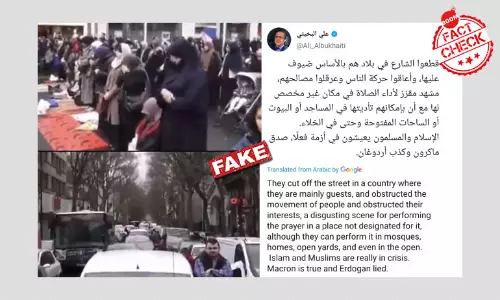 علي البخيتي
@Ali_Albukhaiti
قطعوا الشارع في بلاد هم بالأساس ضيوف
عليها، وأعاقوا حركة الناس وعرقلوا مصالحهم،
مشهد مقزز لأداء الصلاة في مكان غير مخصص
لها مع أن بإمكانهم تأديتها في المساجد أو البيوت
أو الساحات المفتوحة وحتى في الخلاء.
الإسلام والمسلمون يعيشون في أزمة فعلًا، صدق
ماكرون وكذب أردوغان.
Translated from Arabic by Google
They cut off the street in a country where
they are mainly guests, and obstructed the
movement of people and obstructed their
interests, a disgusting scene for performing
the prayer in a place not designated for it,
although they can perform it in mosques,
homes, open yards, and even in the open.
Islam and Muslims are really in crisis.
Macron is true and Erdogan lied.
FAKE
BOOM
FACT
CHECK